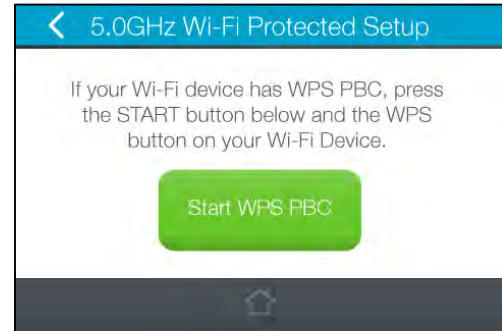 5.0GHz Wi-Fi Protected Setup
If your Wi-Fi device has WPS PBC, press
the START button below and the WPS
button on your Wi-Fi Device.
Start WPS PBC